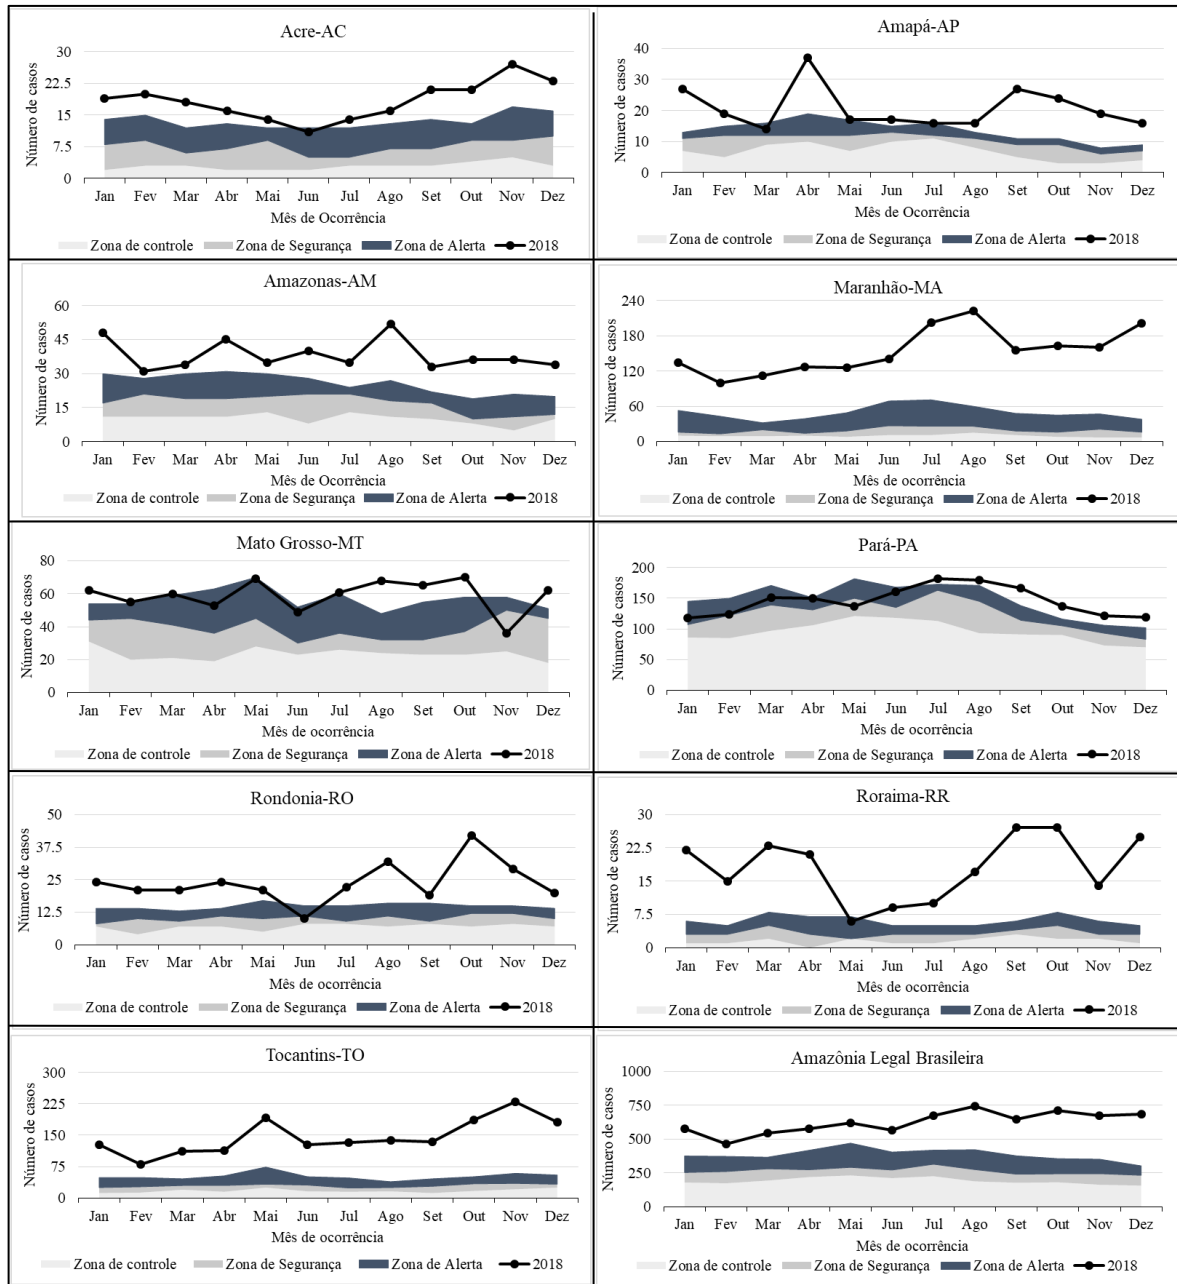 Acre-AC
Número de casos
30
22.5
15
7.5
0
Jan Fev Mar Abr Mai Jun Jul Ago Set Out Nov Dez
Mês de Ocorrência
Zona de controle Zona de Segurança Zona de Alerta 2018
Amapá-AP
Número de casos
40
30
20
10
0
Jan Fev Mar Abr Mai Jun Jul Ago Set Out Nov Dez
Mês de Ocorrência
Zona de controle Zona de Segurança Zona de Alerta 2018
Amazonas-AM
Número de casos
60
45
30
15
0
Jan Fev Mar Abr Mai Jun Jul Ago Set Out Nov Dez
Mês de Ocorrência
Zona de controle Zona de Segurança Zona de Alerta 2018
Maranhão-MA
Número de casos
240
180
120
60
0
Jan Fev Mar Abr Mai Jun Jul Ago Set Out Nov Dez
Mês de ocorrência
Zona de controle Zona de Segurança Zona de Alerta 2018
Mato Grosso-MT
Número de casos
80
60
40
20
0
Jan Fev Mar Abr Mai Jun Jul Ago Set Out Nov Dez
Mês de ocorrência
Zona de controle Zona de Segurança Zona de Alerta 2018
Pará-PA
Número de casos
200
150
100
50
0
Jan Fev Mar Abr Mai Jun Jul Ago Set Out Nov Dez
Mês de ocorrência
Zona de controle Zona de Segurança Zona de Alerta 2018
Rondonia-RO
Número de casos
50
37.5
25
12.5
0
Jan Fev Mar Abr Mai Jun Jul Ago Set Out Nov Dez
Mês de ocorrência
Zona de controle Zona de Segurança Zona de Alerta 2018
Roraima-RR
Número de casos
30
22.5
15
7.5
0
Jan Fev Mar Abr Mai Jun Jul Ago Set Out Nov Dez
Mês de ocorrência
Zona de controle Zona de Segurança Zona de Alerta 2018
Tocantins-TO
Número de casos
300
225
150
75
0
Jan Fev Mar Abr Mai Jun Jul Ago Set Out Nov Dez
Mês de ocorrência
Zona de controle Zona de Segurança Zona de Alerta 2018
Amazônia Legal Brasileira
Número de casos
1000
750
500
250
0
Jan Fev Mar Abr Mai Jun Jul Ago Set Out Nov Dez
Mês de ocorrência
Zona de controle Zona de Segurança Zona de Alerta 2018